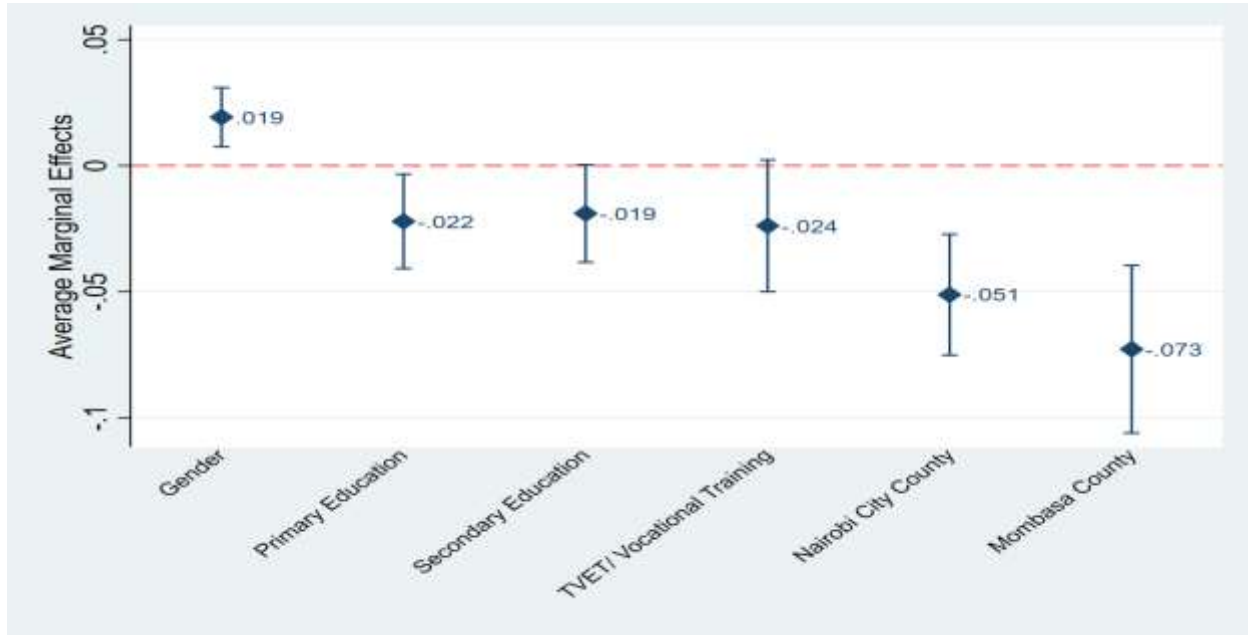 Average Marginal Effects
.05
0
-.05
-.1
.019
-.022
-.019
-.024
-.051
-.073
Gender
Primary Education
Secondary Education
TVET/ Vocational Training
Nairobi City County
Mombasa County